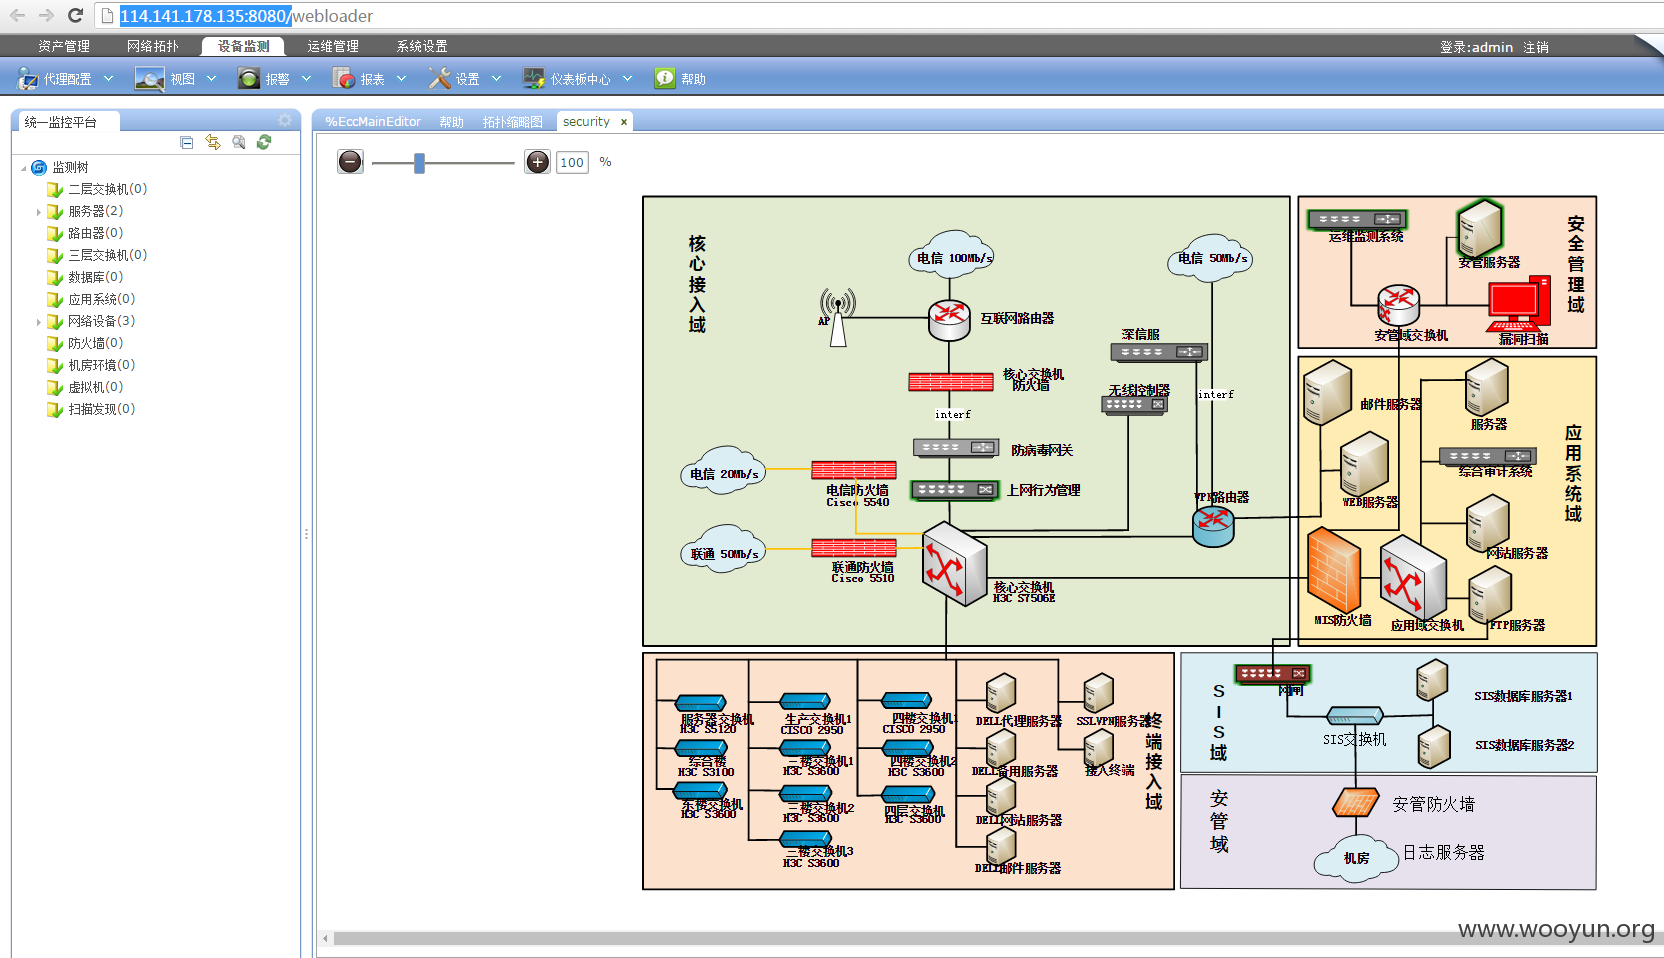 114.141.178.135:8080/webloader
资产管理 网络拓扑 设备监测 运维管理 系统设置 登录:admin 注销
代理配置 视图 报警 报表 设置 仪表板中心 帮助
统一监控平台
%EccMainEditor 帮助 拓扑缩略图 security ×
100 %
监测树
二层交换机(0)
服务器(2)
路由器(0)
三层交换机(0)
数据库(0)
应用系统(0)
网络设备(3)
防火墙(0)
机房环境(0)
虚拟机(0)
扫描发现(0)
核心接入域
电信 100Mb/s
电信 50Mb/s
AP
互联网路由器
深信服
核心交换机
防火墙
无线控制器
interf
interf
防病毒网关
电信 20Mb/s
电信防火墙
Cisco 5540
上网行为管理
VPN路由器
联通 50Mb/s
联通防火墙
Cisco 5510
核心交换机
H3C S7506E
安全管理域
运维监测系统
安管服务器
安管域交换机
漏洞扫描
应用系统域
邮件服务器
服务器
综合审计系统
WEB服务器
网站服务器
MIS防火墙
应用域交换机
FTP服务器
终端接入域
服务器交换机
H3C S5120
生产交换机1
CISCO 2950
四楼交换机1
CISCO 2950
DELL代理服务器
SSLVPN服务器
综合楼
H3C S3100
三楼交换机1
H3C S3600
四楼交换机2
H3C S3600
DELL备用服务器
接入终端
东楼交换机
H3C S3600
三楼交换机2
H3C S3600
四层交换机
H3C S3600
DELL网站服务器
三楼交换机3
H3C S3600
DELL邮件服务器
SIS域
网闸
SIS数据库服务器1
SIS交换机
SIS数据库服务器2
安管域
安管防火墙
机房
日志服务器
www.wooyun.org